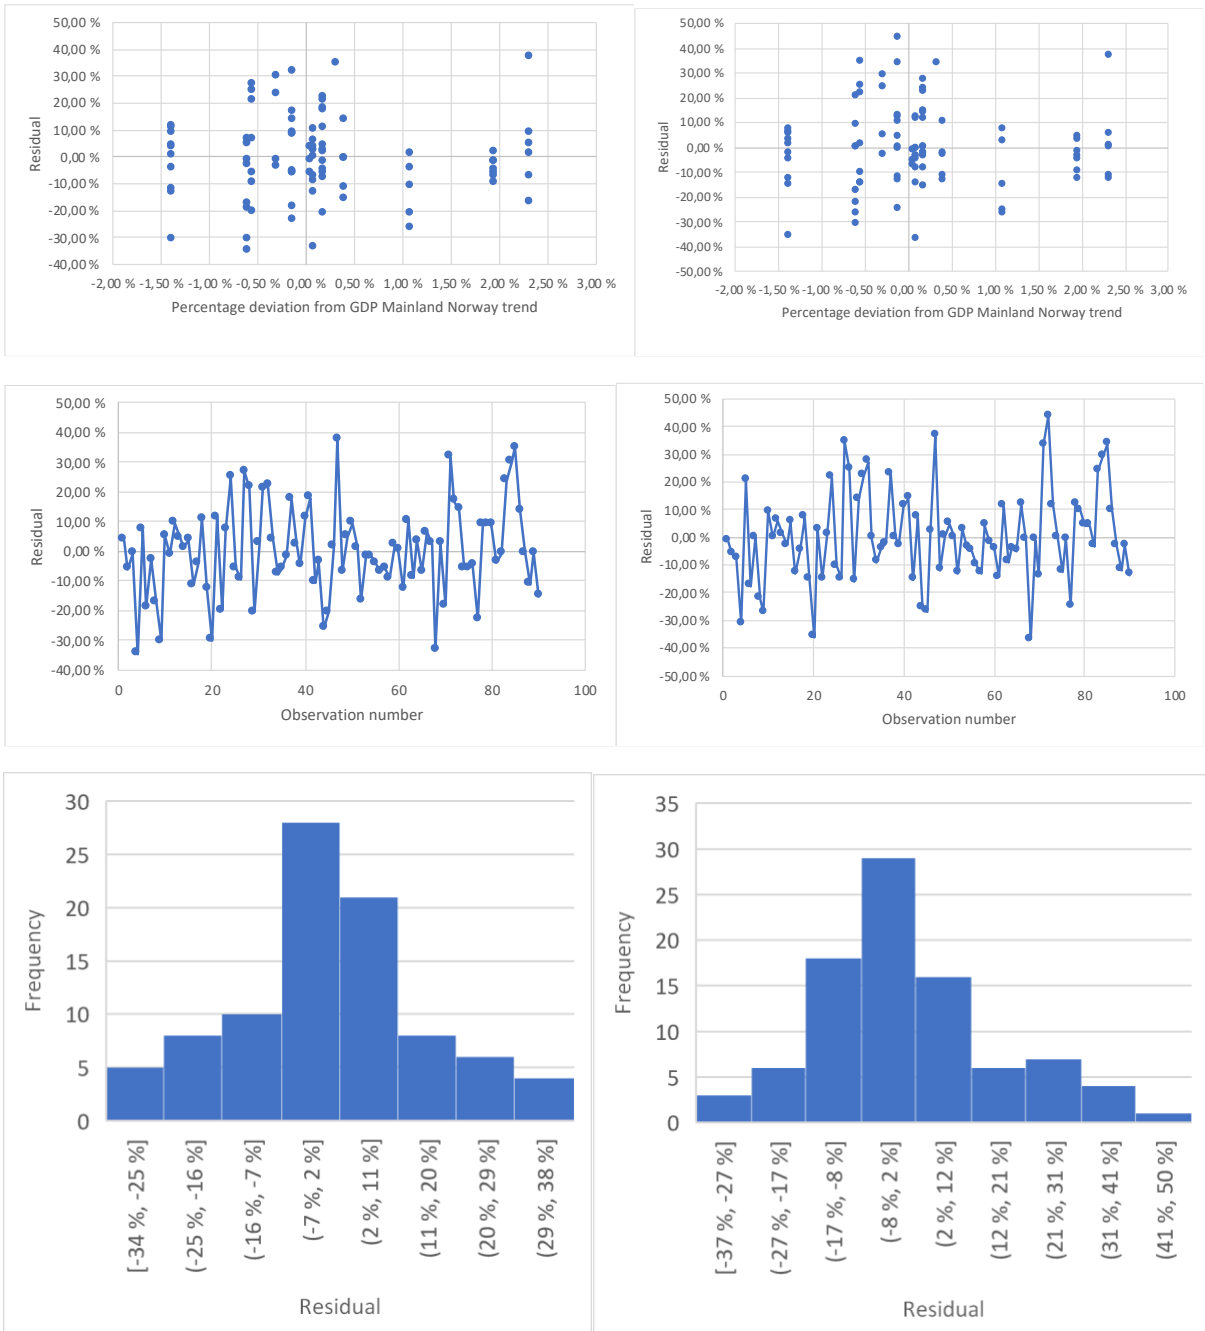 50,00 %
40,00 %
30,00 %
20,00 %
10,00 %
0,00 %
-10,00 %
-20,00 %
-30,00 %
-40,00 %
Residual
-2,00 % -1,50 % -1,00 % -0,50 % 0,00 % 0,50 % 1,00 % 1,50 % 2,00 % 2,50 % 3,00 %
Percentage deviation from GDP Mainland Norway trend
50,00 %
40,00 %
30,00 %
20,00 %
10,00 %
0,00 %
-10,00 %
-20,00 %
-30,00 %
-40,00 %
-50,00 %
Residual
-2,00 % -1,50 % -1,00 % -0,50 % 0,00 % 0,50 % 1,00 % 1,50 % 2,00 % 2,50 % 3,00 %
Percentage deviation from GDP Mainland Norway trend
50,00 %
40,00 %
30,00 %
20,00 %
10,00 %
0,00 %
-10,00 %
-20,00 %
-30,00 %
-40,00 %
Residual
0 20 40 60 80 100
Observation number
50,00 %
40,00 %
30,00 %
20,00 %
10,00 %
0,00 %
-10,00 %
-20,00 %
-30,00 %
-40,00 %
-50,00 %
Residual
0 20 40 60 80 100
Observation number
30
25
20
15
10
5
0
Frequency
[-34 %, -25 %]
(-25 %, -16 %]
(-16 %, -7 %]
(-7 %, 2 %]
(2 %, 11 %]
(11 %, 20 %]
(20 %, 29 %]
(29 %, 38 %]
Residual
35
30
25
20
15
10
5
0
Frequency
[-37 %, -27 %]
(-27 %, -17 %]
(-17 %, -8 %]
(-8 %, 2 %]
(2 %, 12 %]
(12 %, 21 %]
(21 %, 31 %]
(31 %, 41 %]
(41 %, 50 %]
Residual